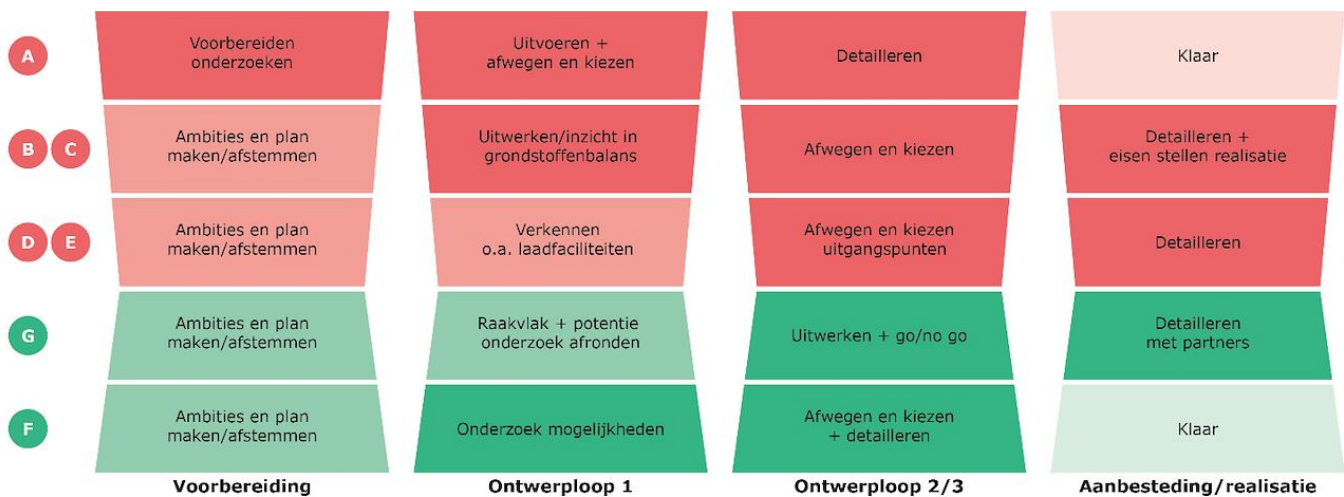 A
Voorbereiden
onderzoeken
Uitvoeren +
afwegen en kiezen
Detailleren
Klaar
B C
Ambities en plan
maken/afstemmen
Uitwerken/inzicht in
grondstoffenbalans
Afwegen en kiezen
Detailleren +
eisen stellen realisatie
D E
Ambities en plan
maken/afstemmen
Verkennen
o.a. laadfaciliteiten
Afwegen en kiezen
uitgangspunten
Detailleren
G
Ambities en plan
maken/afstemmen
Raakvlak + potentie
onderzoek afronden
Uitwerken + go/no go
Detailleren
met partners
F
Ambities en plan
maken/afstemmen
Onderzoek mogelijkheden
Afwegen en kiezen
+ detailleren
Klaar
Voorbereiding
Ontwerploop 1
Ontwerploop 2/3
Aanbesteding/realisatie